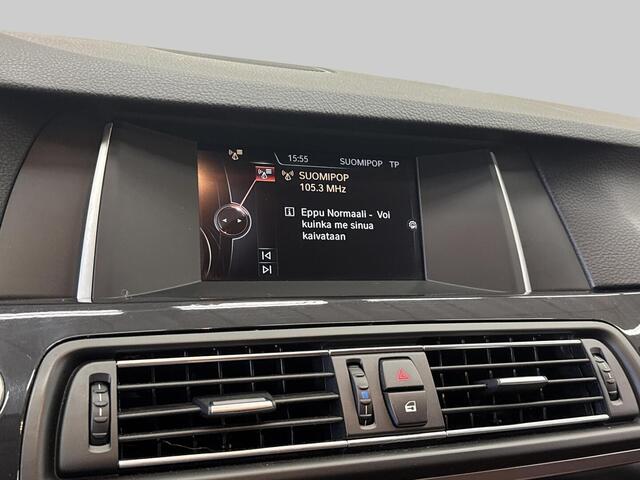 15:55 SUOMIPOP TP
SUOMIPOP
105.3 MHz
Eppu Normaali - Voi
kuinka me sinua
kaivataan